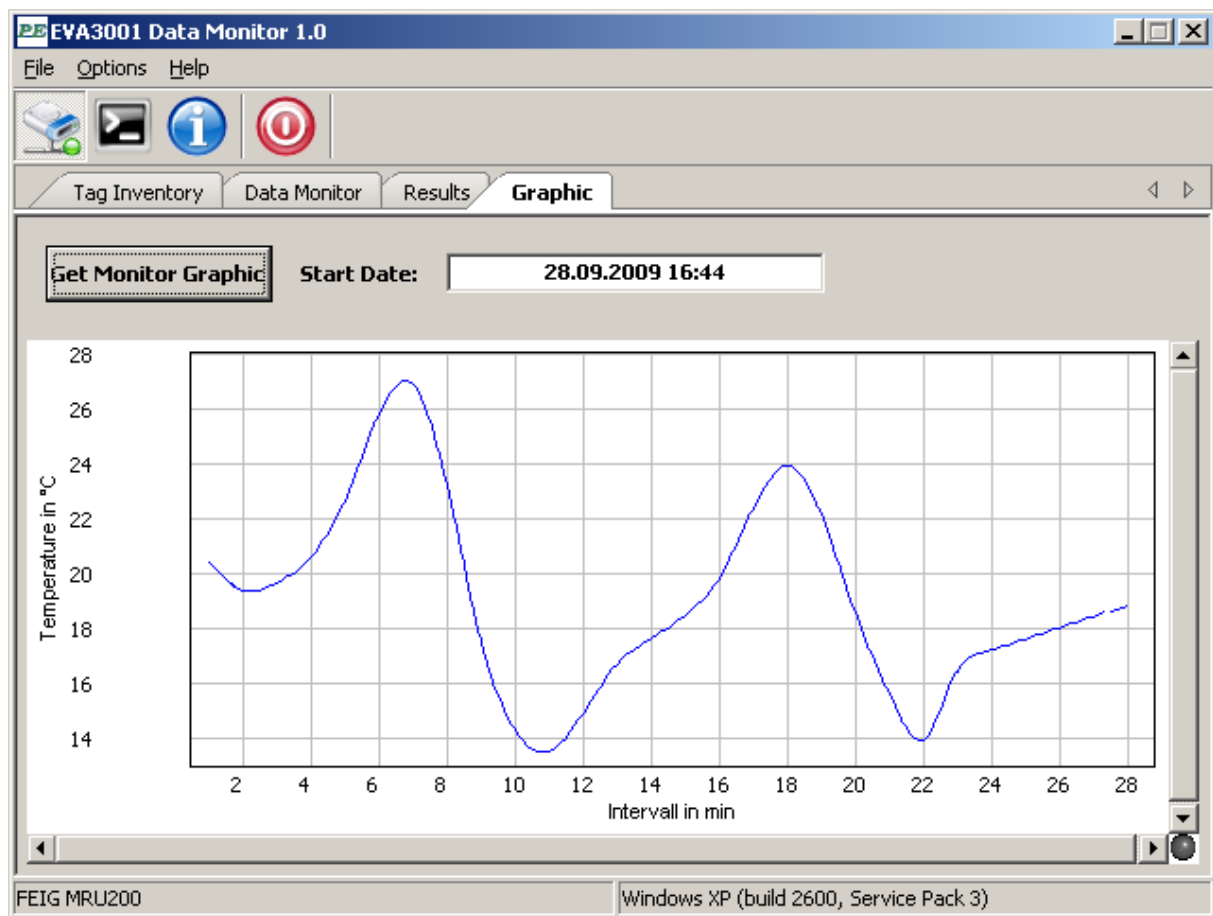 PE EVA3001 Data Monitor 1.0
File Options Help
Tag Inventory Data Monitor Results Graphic
Get Monitor Graphic Start Date: 28.09.2009 16:44
Temperature in °C
28
26
24
22
20
18
16
14
2 4 6 8 10 12 14 16 18 20 22 24 26 28
Intervall in min
FEIG MRU200 Windows XP (build 2600, Service Pack 3)